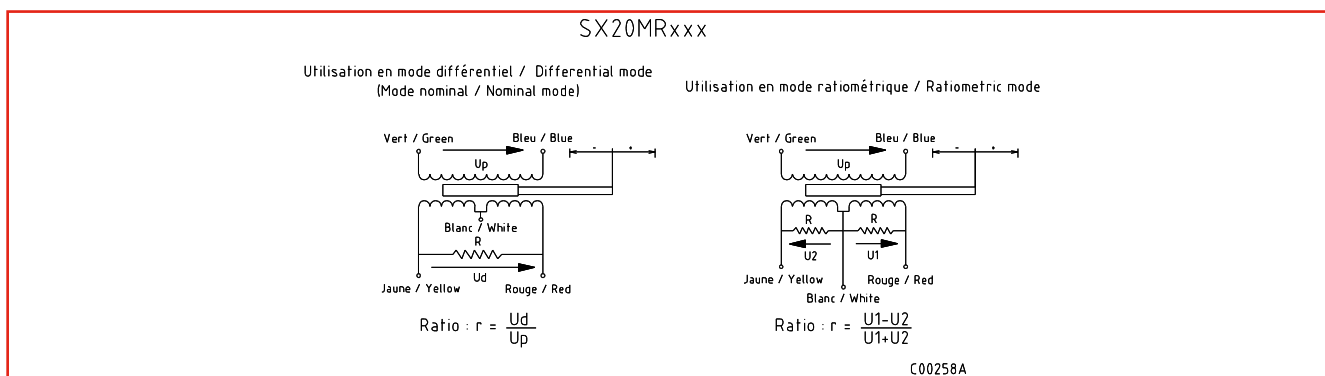 SX20MRxxx
Utilisation en mode différentiel / Differential mode
(Mode nominal / Nominal mode)
Vert / Green
Bleu / Blue
- +
Up
Blanc / White
R
Ud
Jaune / Yellow
Rouge / Red
Ratio : r = Ud
Up
Utilisation en mode ratiométrique / Ratiometric mode
Vert / Green
Bleu / Blue
- +
Up
R
R
U2
U1
Jaune / Yellow
Rouge / Red
Blanc / White
Ratio : r = U1-U2
U1+U2
C00258A